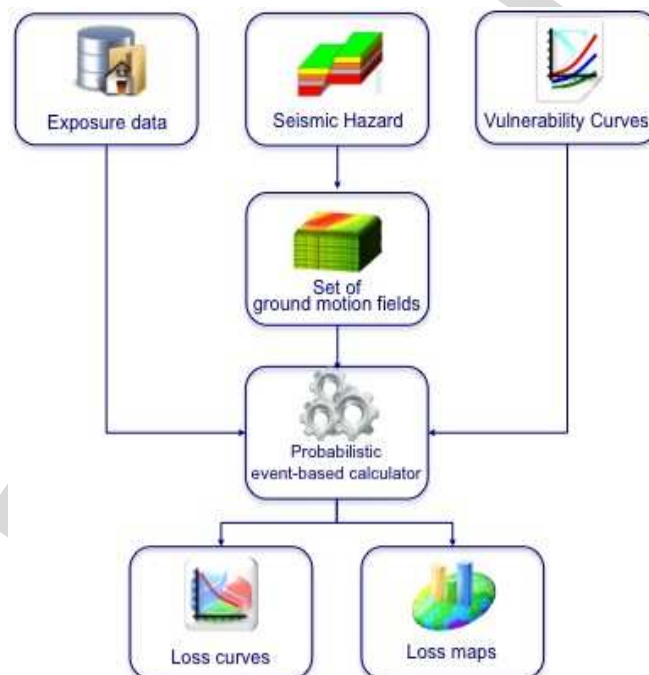 Exposure data
Seismic Hazard
Vulnerability Curves
Set of
ground motion fields
Probabilistic
event-based calculator
Loss curves
Loss maps